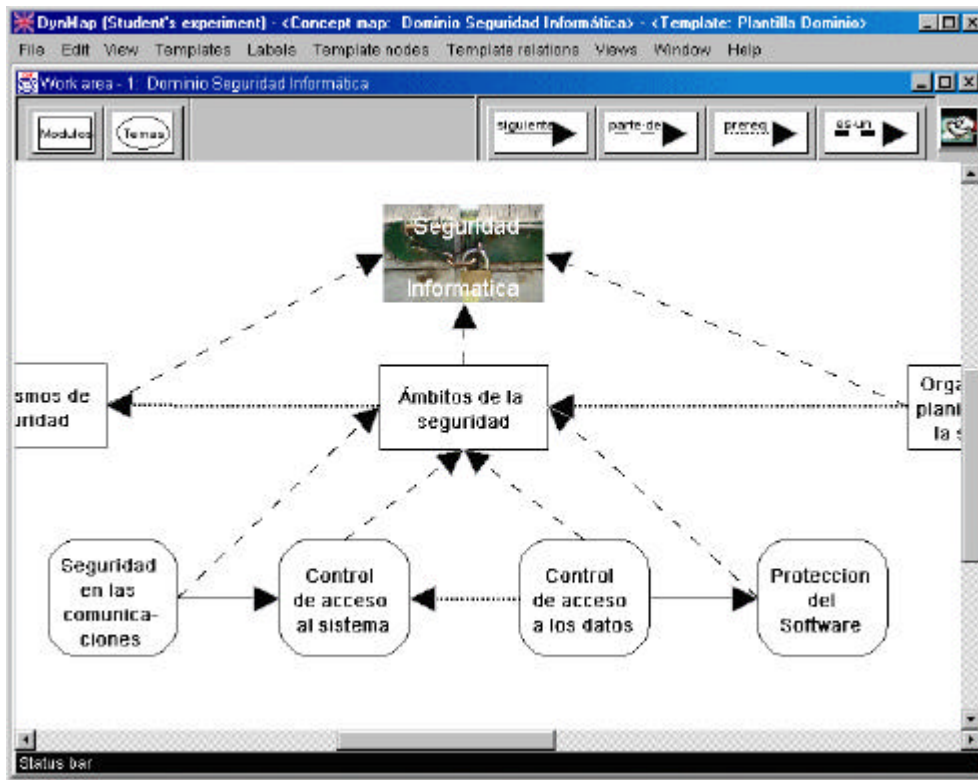 DynMap (Student's experiment) - <Concept map: Dominio Seguridad Informática> - <Template: Plantilla Dominio>
File Edit View Templates Labels Template nodes Template relations Views Window Help
Work area - 1: Dominio Seguridad Informática
Modulos
Temas
siguiente
parte-de
prereq
es-un
Seguridad
Informatica
smos de
uridad
Ámbitos de la
seguridad
Orga
plani
la s
Seguridad
en las
comunica-
ciones
Control
de acceso
al sistema
Control
de acceso
a los datos
Proteccion
del
Software
Status bar